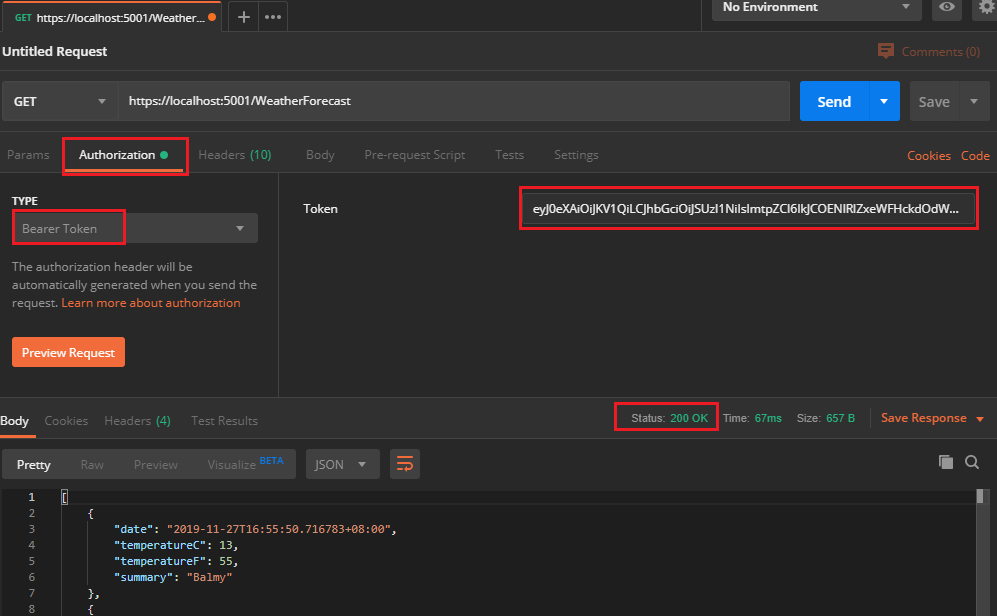 GET https://localhost:5001/Weather...
No Environment
Untitled Request
Comments (0)
GET
https://localhost:5001/WeatherForecast
Send
Save
Params
Authorization
Headers (10)
Body
Pre-request Script
Tests
Settings
Cookies
Code
TYPE
Bearer Token
The authorization header will be
automatically generated when you send the
request. Learn more about authorization
Preview Request
Token
Body
Cookies
Headers (4)
Test Results
Status: 200 OK
Time: 67ms
Size: 657 B
Save Response
Pretty
Raw
Preview
Visualize BETA
JSON
1 [
2 {
3 "date": "2019-11-27T16:55:50.716783+08:00",
4 "temperatureC": 13,
5 "temperatureF": 55,
6 "summary": "Balmy"
7 },
8 {